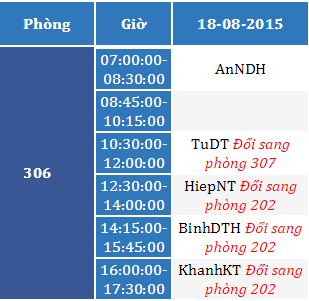 Phòng Giờ 18-08-2015
306
07:00:00-
08:30:00
AnNDH
08:45:00-
10:15:00
10:30:00-
12:00:00
TuDT Đổi sang
phòng 307
12:30:00-
14:00:00
HiepNT Đổi sang
phòng 202
14:15:00-
15:45:00
BinhDTH Đổi sang
phòng 202
16:00:00-
17:30:00
KhanhKT Đổi sang
phòng 202